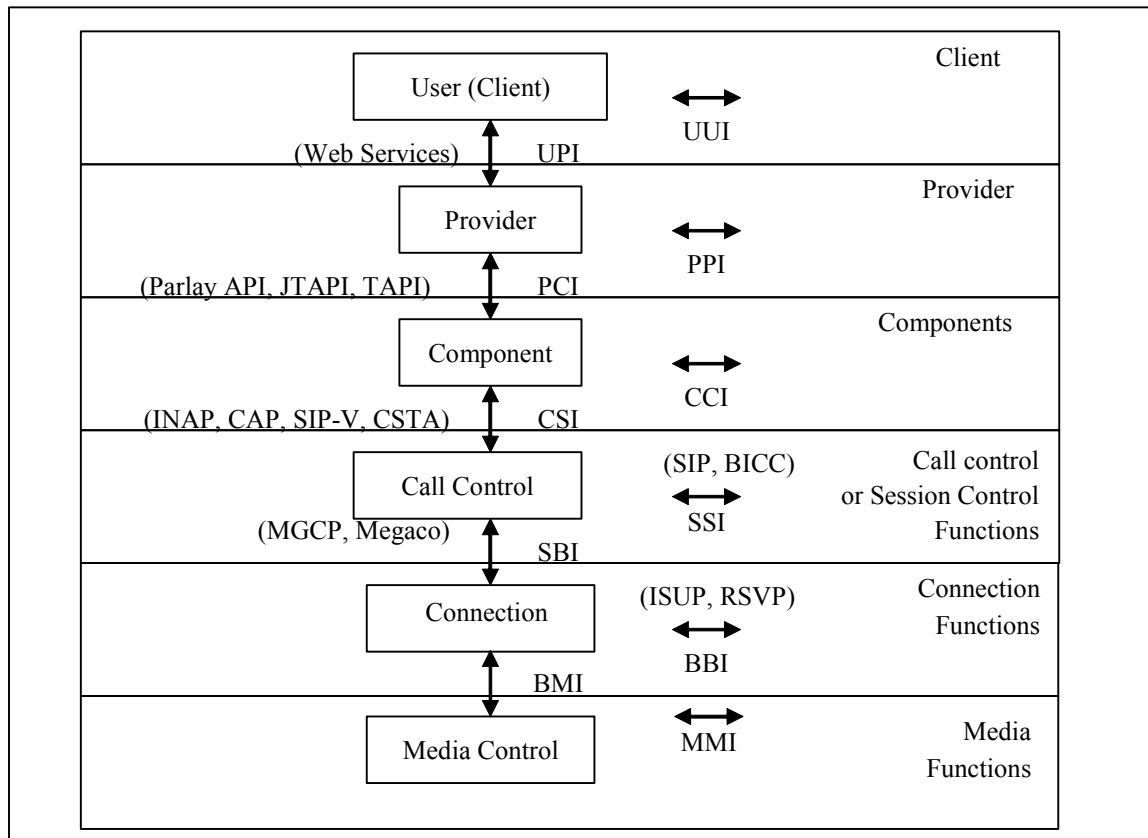 Client
User (Client)
UUI
(Web Services) UPI
Provider
Provider
PPI
(Parlay API, JTAPI, TAPI) PCI
Components
Component
CCI
(INAP, CAP, SIP-V, CSTA) CSI
(SIP, BICC)
Call control
or Session Control
Functions
Call Control
SSI
(MGCP, Megaco)
SBI
Connection
Functions
(ISUP, RSVP)
Connection
BBI
BMI
Media
Functions
MMI
Media Control